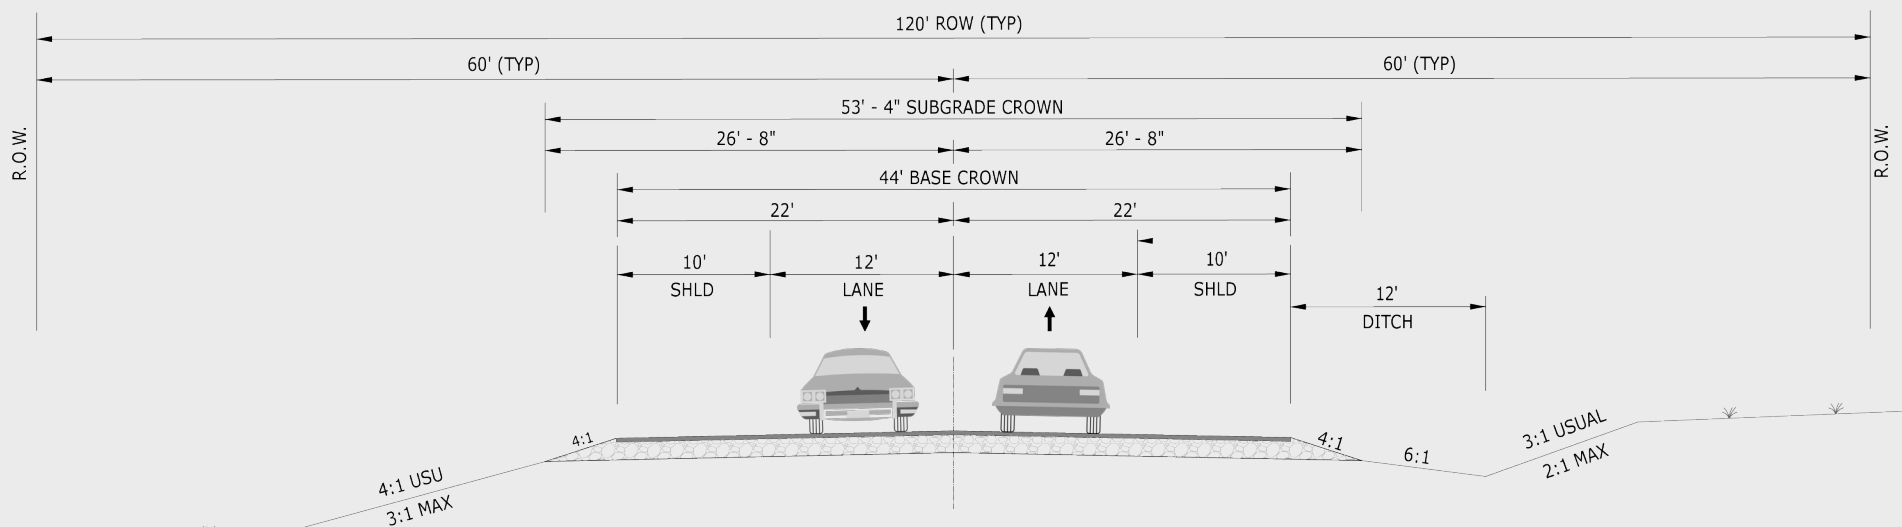 120' ROW (TYP)
60' (TYP)
60' (TYP)
53' - 4" SUBGRADE CROWN
26' - 8"
26' - 8"
44' BASE CROWN
22'
22'
R.O.W.
R.O.W.
10'
SHLD
12'
LANE
12'
LANE
10'
SHLD
12'
DITCH
4:1
4:1
6:1
3:1 USUAL
2:1 MAX
4:1 USU
3:1 MAX